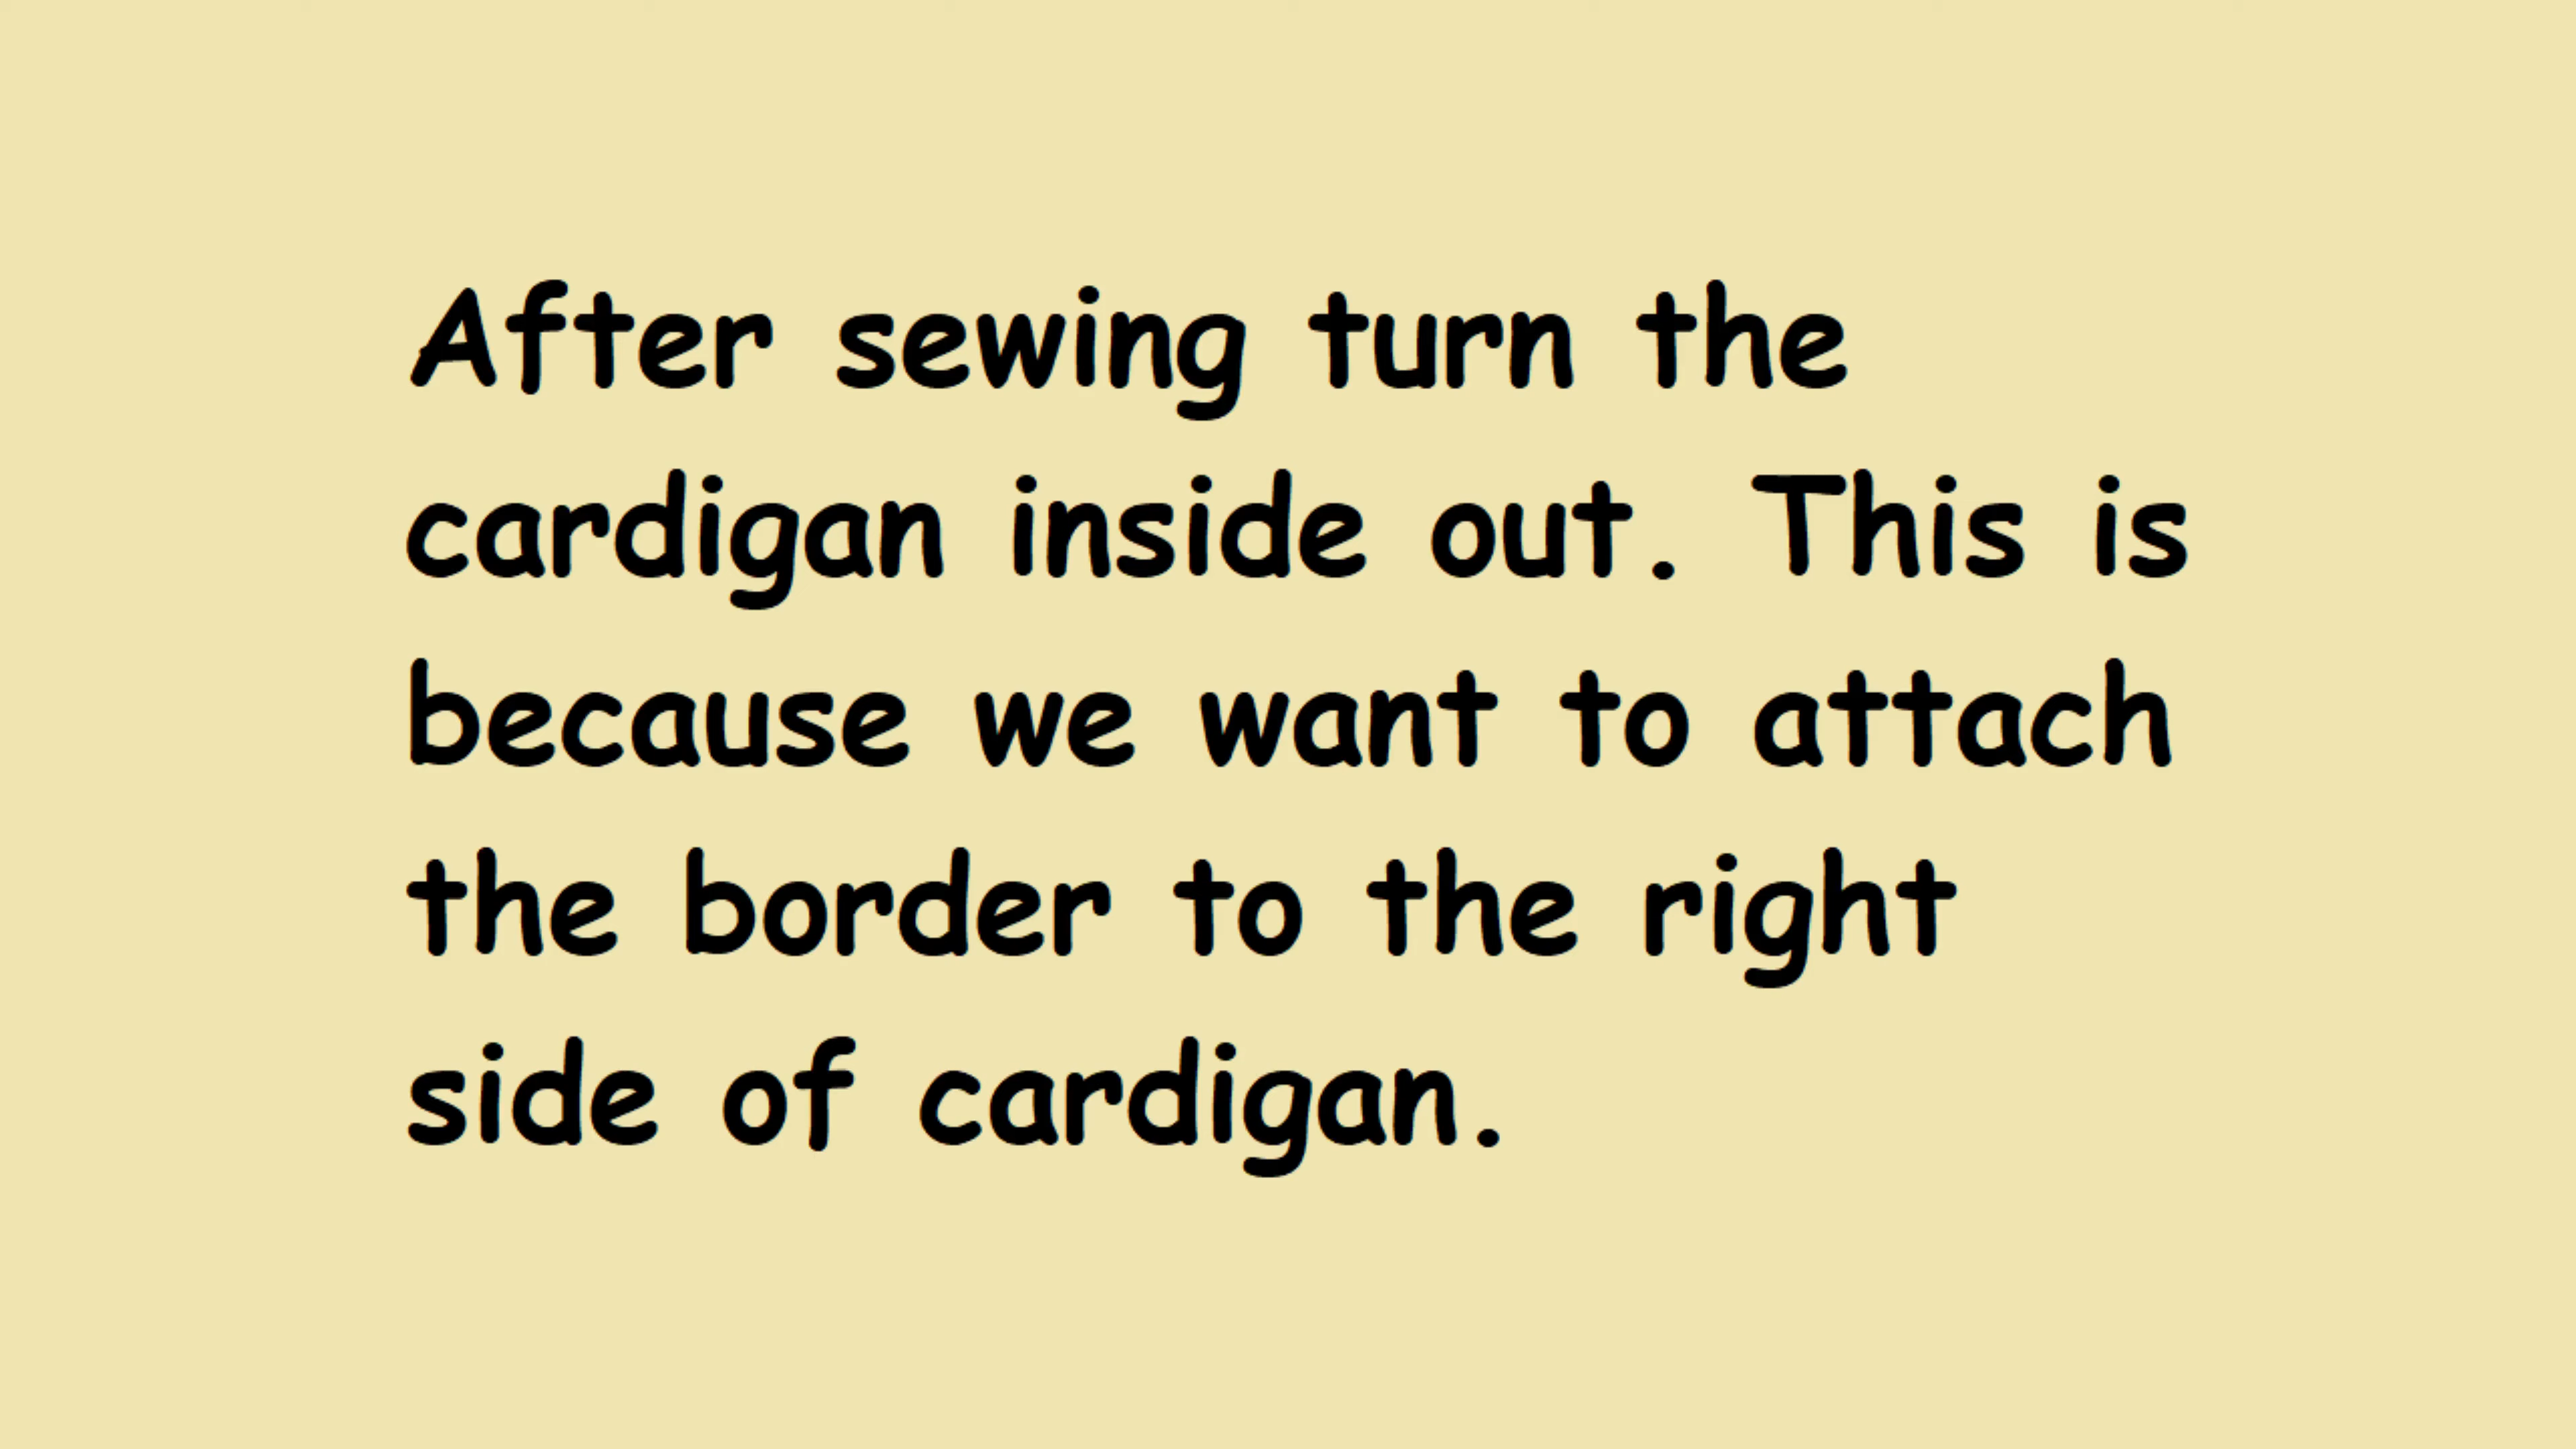 After sewing turn the
cardigan inside out. This is
because we want to attach
the border to the right
side of cardigan.